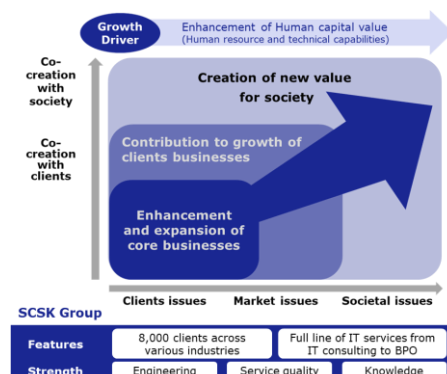 Growth
Driver
Enhancement of Human capital value
(Human resource and technical capabilities)
Co-
creation
with
society
Creation of new value
for society
Co-
creation
with clients
Contribution to growth of
clients businesses
Enhancement
and expansion of
core businesses
Clients issues
Market issues
Societal issues
SCSK Group
Features
8,000 clients across
various industries
Full line of IT services from
IT consulting to BPO
Strength
Engineering
Service quality
Knowledge